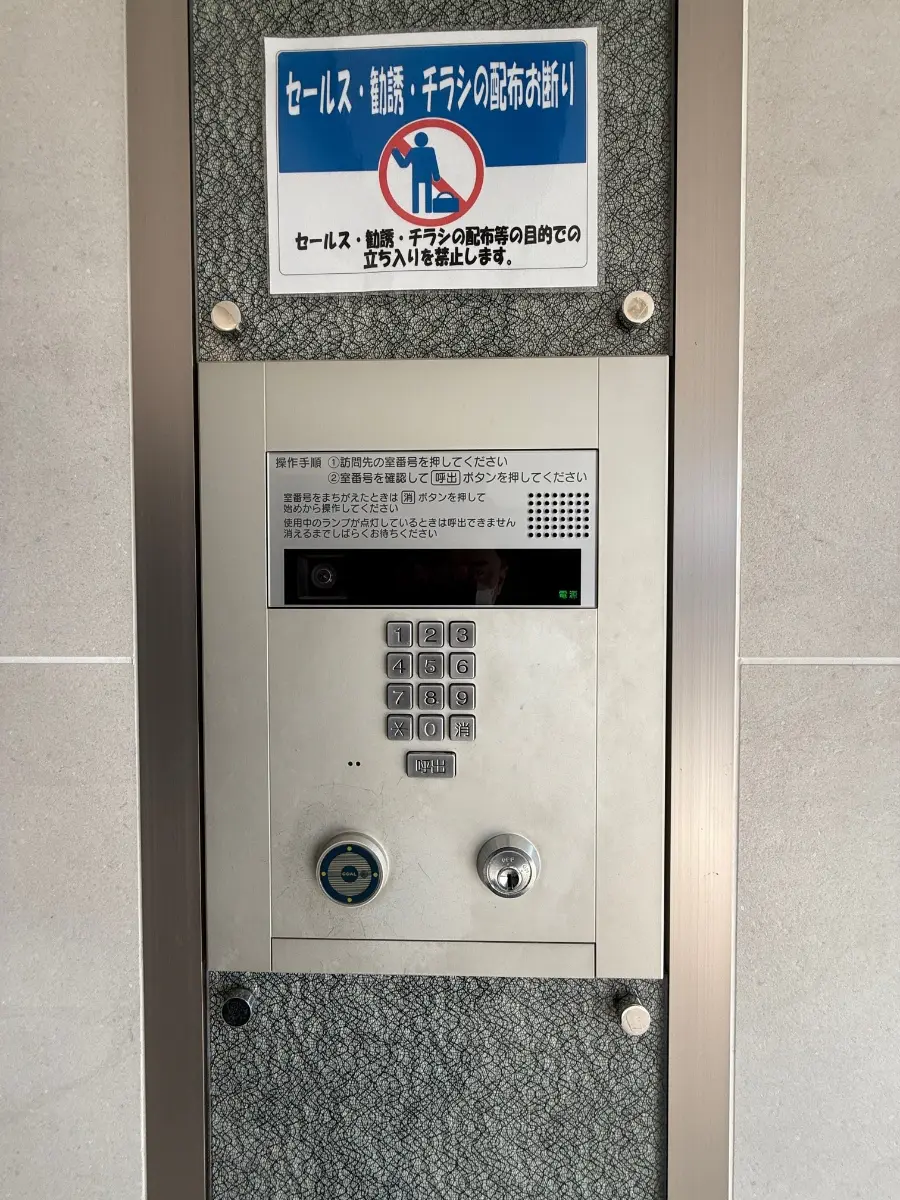 セールス・勧誘・チラシの配布お断り
セールス・勧誘・チラシの配布等の目的での
立ち入りを禁止します。
操作手順 ①訪問先の室番号を押してください
②室番号を確認して 呼出 ボタンを押してください
室番号をまちがえたときは 消 ボタンを押して
始めから操作してください
使用中のランプが点灯しているときは呼出できません
消えるまでしばらくお待ちください
電源
1 2 3
4 5 6
7 8 9
* 0 消
呼出
GOAL